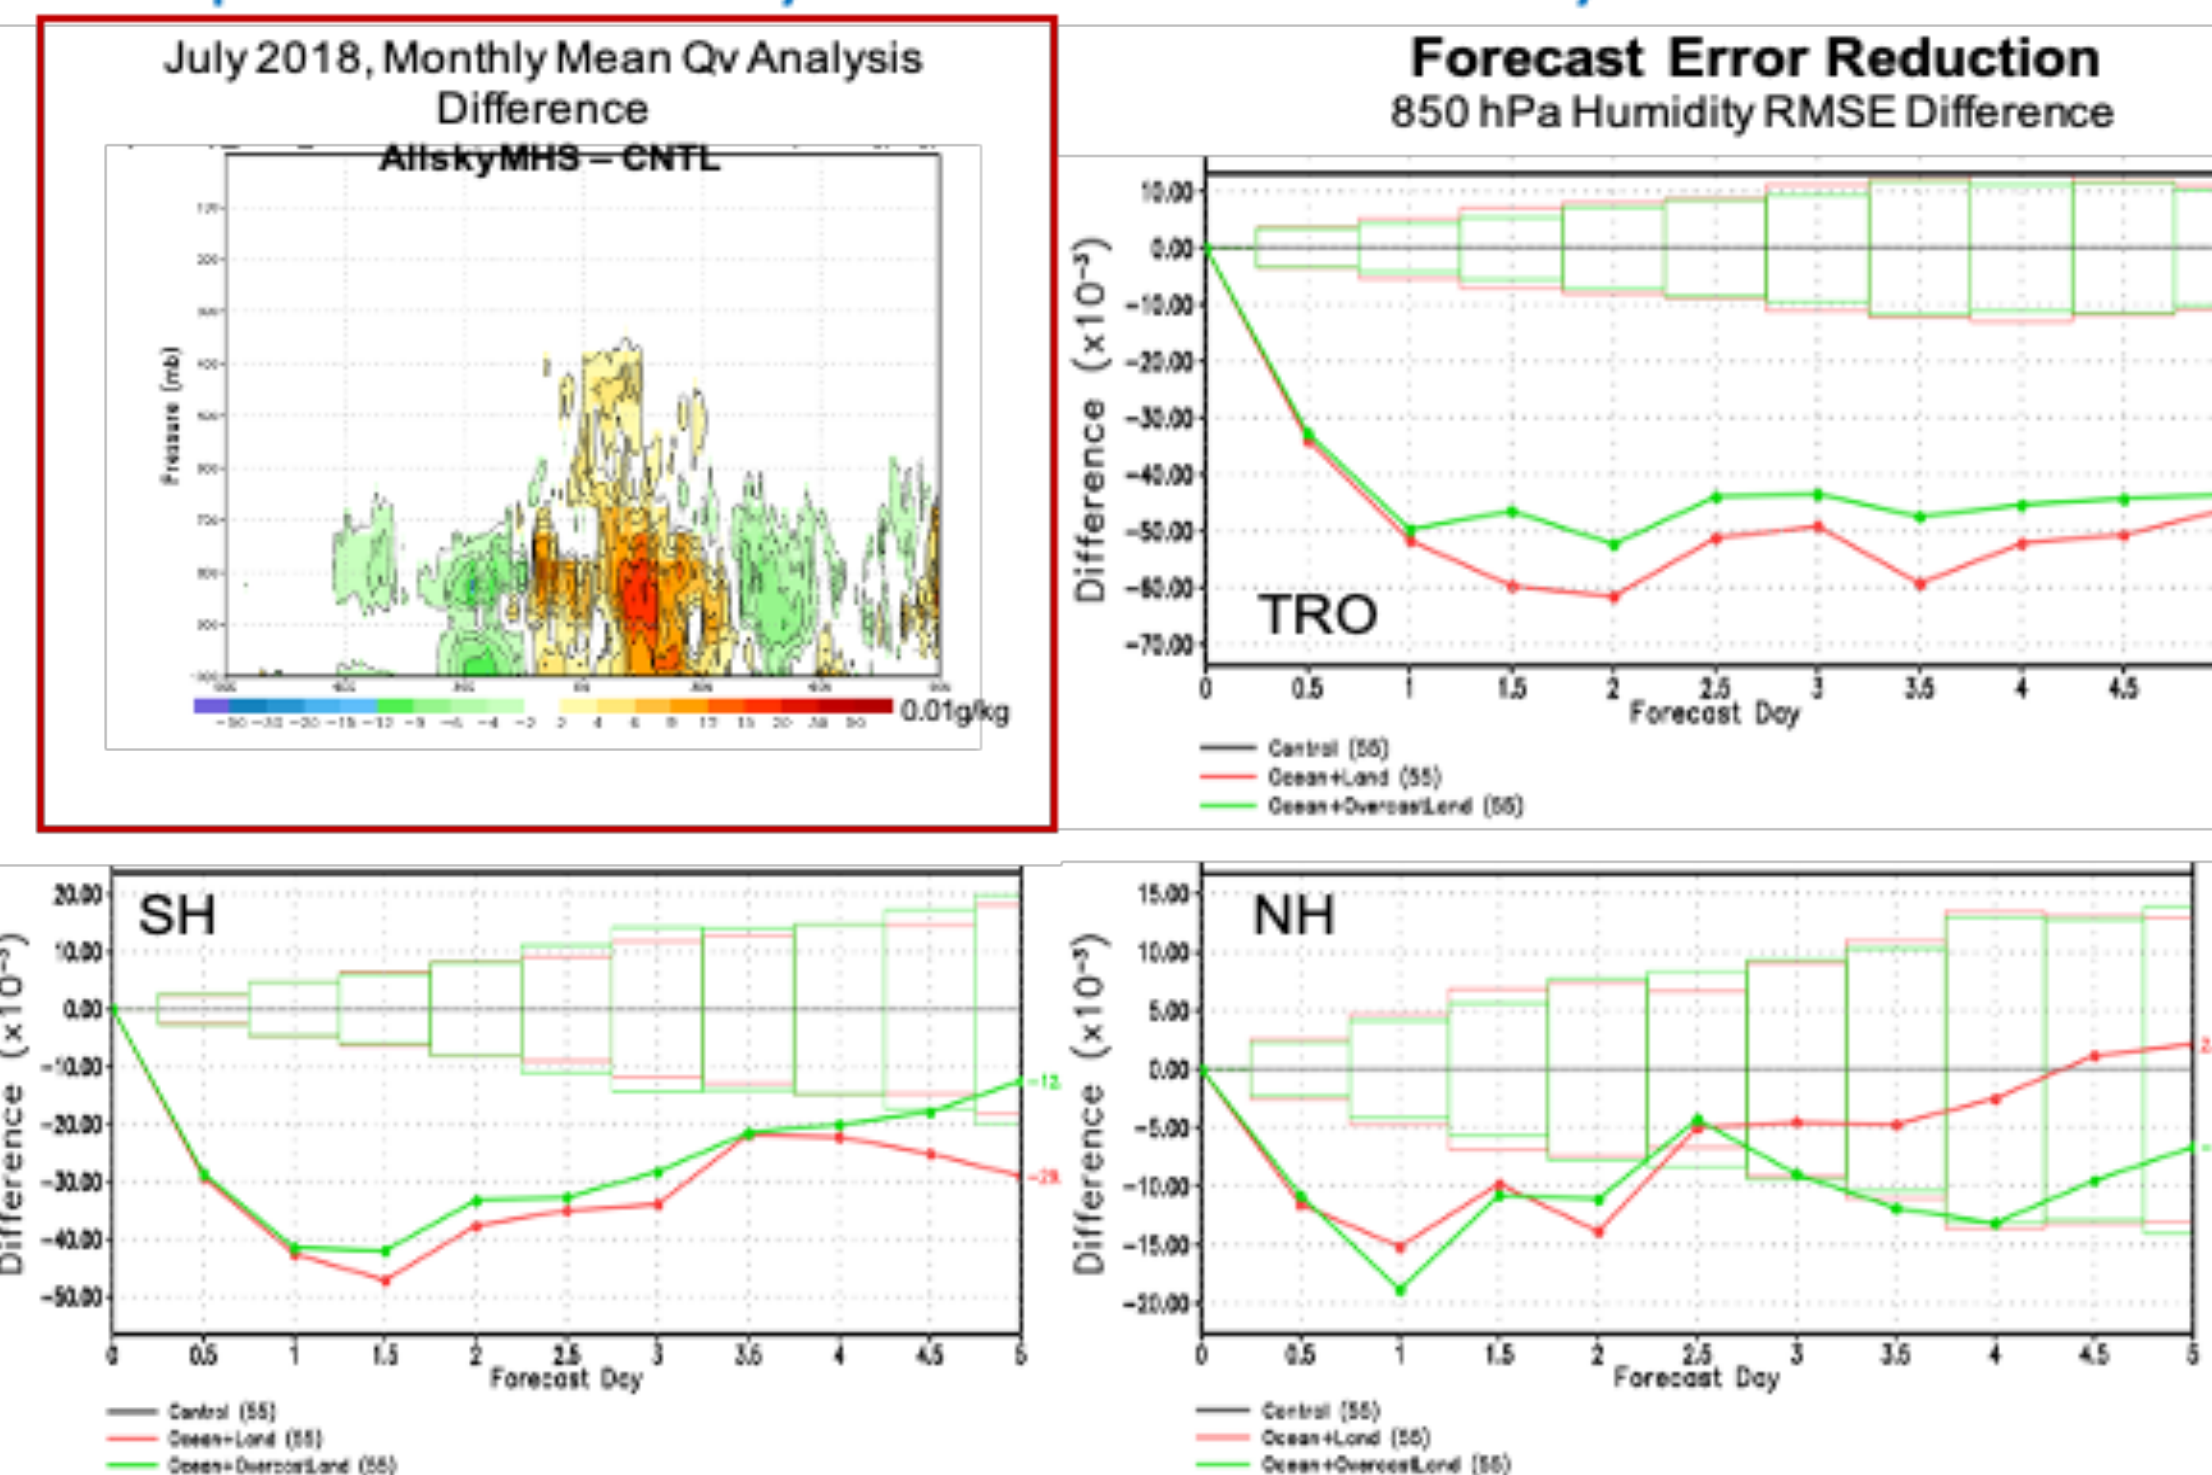 July 2018, Monthly Mean Qv Analysis
Difference
AllskyMHS – CNTL
Pressure (mb)
0.01g/kg
Forecast Error Reduction
850 hPa Humidity RMSE Difference
Difference (x10⁻³)
10.00
0.00
-10.00
-20.00
-30.00
-40.00
-50.00
-60.00
-70.00
TRO
0 0.5 1 1.5 2 2.5 3 3.5 4 4.5
Forecast Day
Control (55)
Ocean+Land (55)
Ocean+OvercastLand (55)
SH
Difference (x10⁻³)
20.00
10.00
0.00
-10.00
-20.00
-30.00
-40.00
-50.00
-12.
-29.
0 0.5 1 1.5 2 2.5 3 3.5 4 4.5 5
Forecast Day
Control (55)
Ocean+Land (55)
Ocean+OvercastLand (55)
NH
Difference (x10⁻³)
15.00
10.00
5.00
0.00
-5.00
-10.00
-15.00
-20.00
0 0.5 1 1.5 2 2.5 3 3.5 4 4.5 5
Forecast Day
Control (55)
Ocean+Land (55)
Ocean+OvercastLand (55)